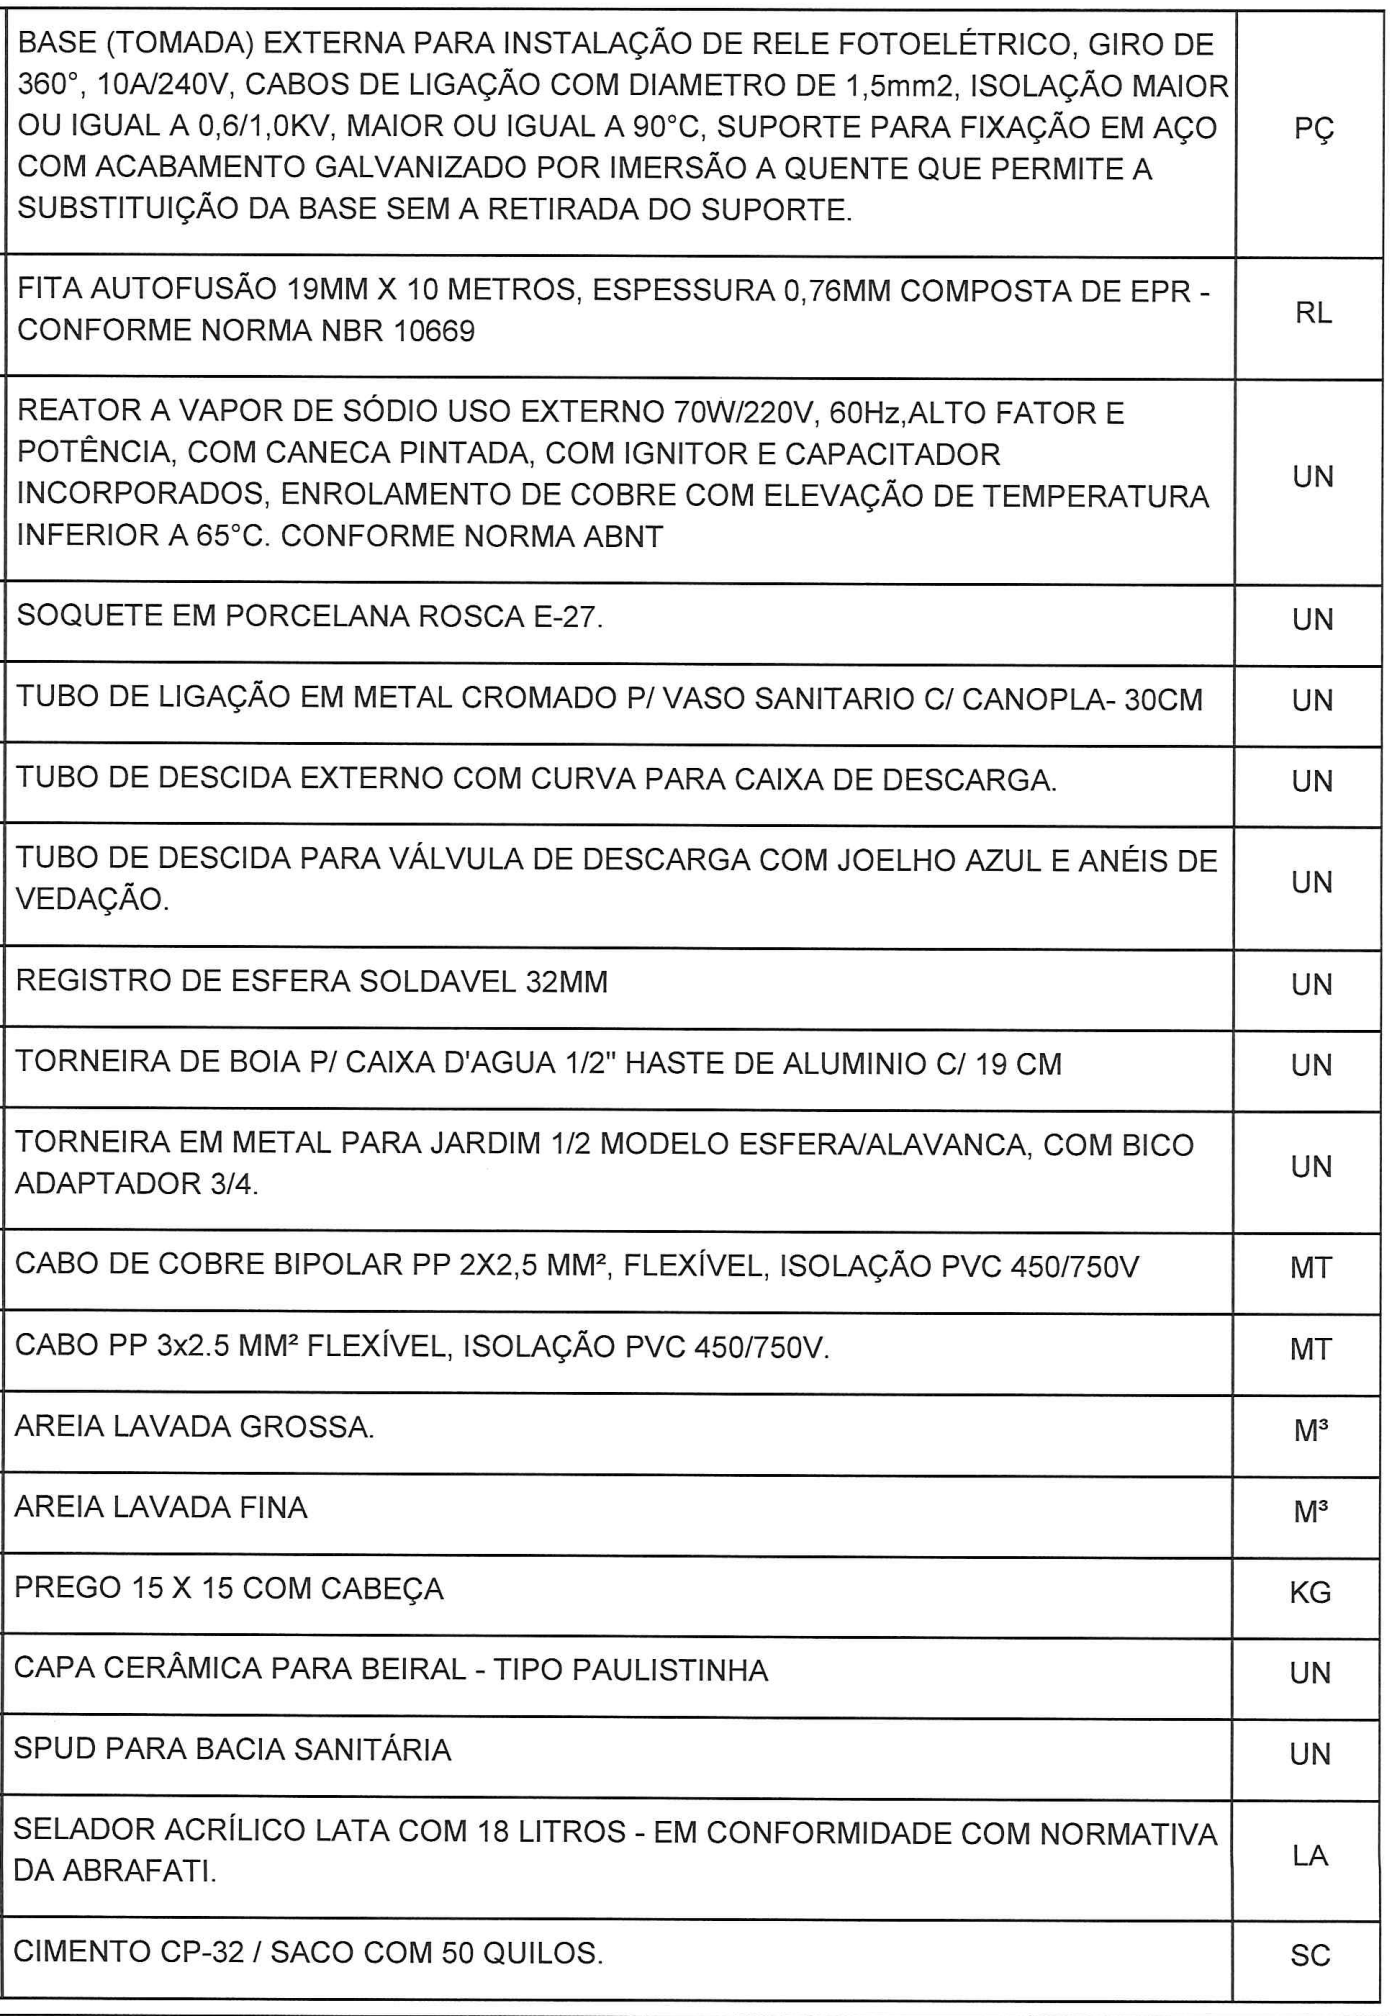 BASE (TOMADA) EXTERNA PARA INSTALAÇÃO DE RELE FOTOELÉTRICO, GIRO DE
360°, 10A/240V, CABOS DE LIGAÇÃO COM DIAMETRO DE 1,5mm2, ISOLAÇÃO MAIOR
OU IGUAL A 0,6/1,0KV, MAIOR OU IGUAL A 90°C, SUPORTE PARA FIXAÇÃO EM AÇO
COM ACABAMENTO GALVANIZADO POR IMERSÃO A QUENTE QUE PERMITE A
SUBSTITUIÇÃO DA BASE SEM A RETIRADA DO SUPORTE.
PÇ
FITA AUTOFUSÃO 19MM X 10 METROS, ESPESSURA 0,76MM COMPOSTA DE EPR -
CONFORME NORMA NBR 10669
RL
REATOR A VAPOR DE SÓDIO USO EXTERNO 70W/220V, 60Hz,ALTO FATOR E
POTÊNCIA, COM CANECA PINTADA, COM IGNITOR E CAPACITADOR
INCORPORADOS, ENROLAMENTO DE COBRE COM ELEVAÇÃO DE TEMPERATURA
INFERIOR A 65°C. CONFORME NORMA ABNT
UN
SOQUETE EM PORCELANA ROSCA E-27.
UN
TUBO DE LIGAÇÃO EM METAL CROMADO P/ VASO SANITARIO C/ CANOPLA- 30CM
UN
TUBO DE DESCIDA EXTERNO COM CURVA PARA CAIXA DE DESCARGA.
UN
TUBO DE DESCIDA PARA VÁLVULA DE DESCARGA COM JOELHO AZUL E ANÉIS DE
VEDAÇÃO.
UN
REGISTRO DE ESFERA SOLDAVEL 32MM
UN
TORNEIRA DE BOIA P/ CAIXA D'AGUA 1/2" HASTE DE ALUMINIO C/ 19 CM
UN
TORNEIRA EM METAL PARA JARDIM 1/2 MODELO ESFERA/ALAVANCA, COM BICO
ADAPTADOR 3/4.
UN
CABO DE COBRE BIPOLAR PP 2X2,5 MM², FLEXÍVEL, ISOLAÇÃO PVC 450/750V
MT
CABO PP 3x2.5 MM² FLEXÍVEL, ISOLAÇÃO PVC 450/750V.
MT
AREIA LAVADA GROSSA.
M³
AREIA LAVADA FINA
M³
PREGO 15 X 15 COM CABEÇA
KG
CAPA CERÂMICA PARA BEIRAL - TIPO PAULISTINHA
UN
SPUD PARA BACIA SANITÁRIA
UN
SELADOR ACRÍLICO LATA COM 18 LITROS - EM CONFORMIDADE COM NORMATIVA
DA ABRAFATI.
LA
CIMENTO CP-32 / SACO COM 50 QUILOS.
SC